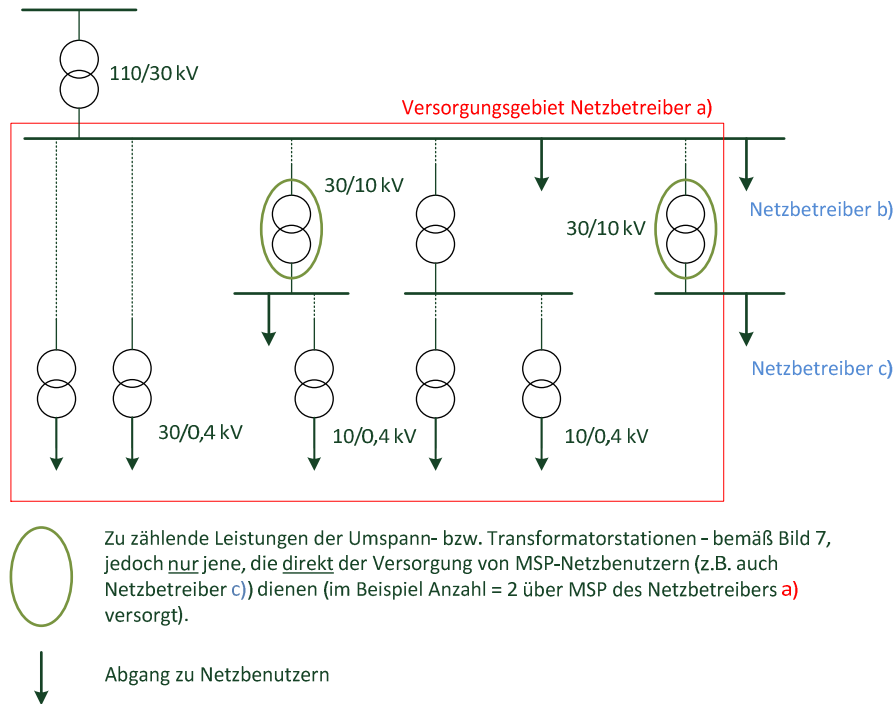 110/30 kV
Versorgungsgebiet Netzbetreiber a)
30/10 kV
Netzbetreiber b)
30/10 kV
Netzbetreiber c)
30/0,4 kV
10/0,4 kV
10/0,4 kV
Zu zählende Leistungen der Umspann- bzw. Transformatorstationen - bemäß Bild 7,
jedoch nur jene, die direkt der Versorgung von MSP-Netzbenutzern (z.B. auch
Netzbetreiber c)) dienen (im Beispiel Anzahl = 2 über MSP des Netzbetreibers a)
versorgt).
Abgang zu Netzbenutzern